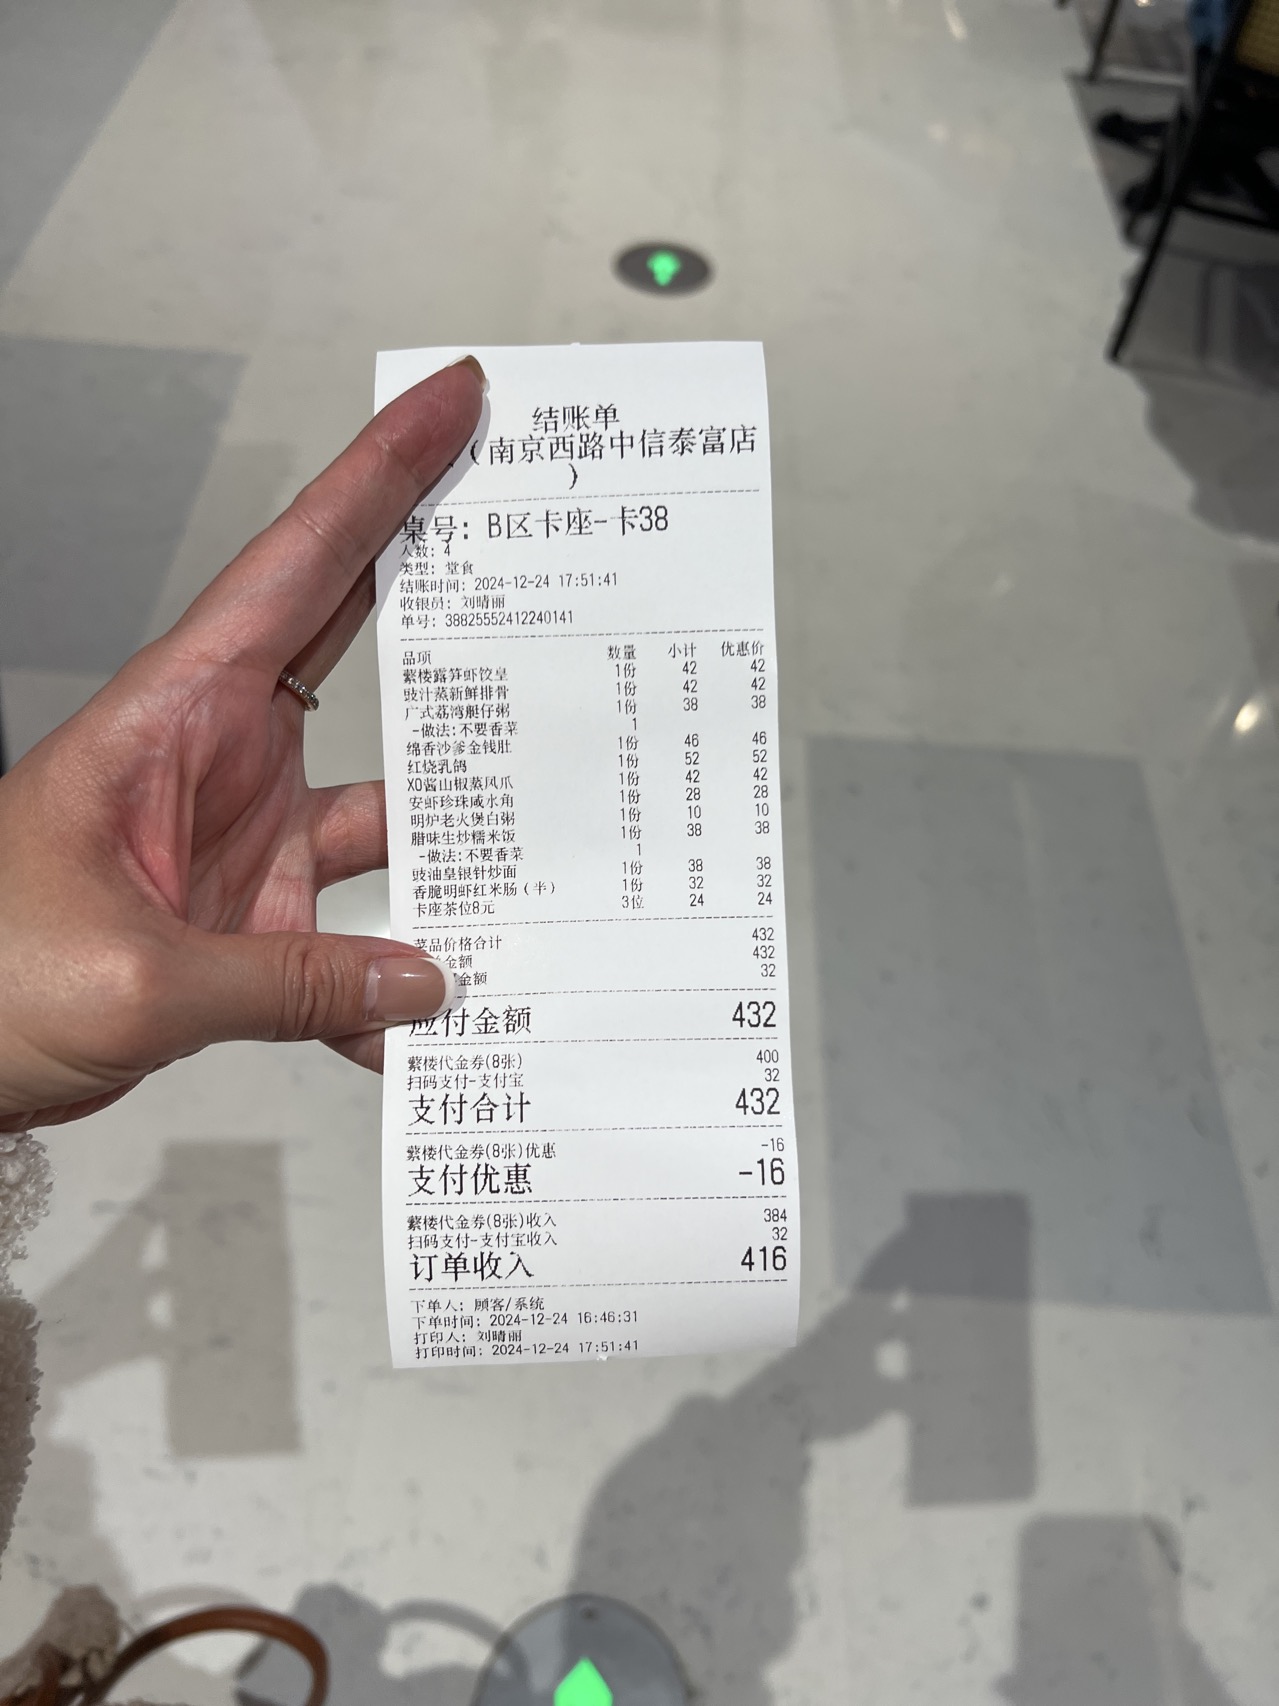 结账单
(南京西路中信泰富店
)
桌号: B区卡座-卡38
人数: 4
类型: 堂食
结账时间: 2024-12-24 17:51:41
收银员: 刘晴丽
单号: 38825552412240141
品项 数量 小计 优惠价
蘩楼露笋虾饺皇 1份 42 42
豉汁蒸新鲜排骨 1份 42 42
广式荔湾艇仔粥 1份 38 38
-做法:不要香菜 1
绵香沙爹金钱肚 1份 46 46
红烧乳鸽 1份 52 52
XO酱山椒蒸凤爪 1份 42 42
安虾珍珠咸水角 1份 28 28
明炉老火煲白粥 1份 10 10
腊味生炒糯米饭 1份 38 38
-做法:不要香菜 1
豉油皇银针炒面 1份 38 38
香脆明虾红米肠(半) 1份 32 32
卡座茶位8元 3位 24 24
菜品价格合计 432
金额 432
金额 32
应付金额 432
蘩楼代金券(8张) 400
扫码支付-支付宝 32
支付合计 432
蘩楼代金券(8张)优惠 -16
支付优惠 -16
蘩楼代金券(8张)收入 384
扫码支付-支付宝收入 32
订单收入 416
下单人: 顾客/系统
下单时间: 2024-12-24 16:46:31
打印人: 刘晴丽
打印时间: 2024-12-24 17:51:41